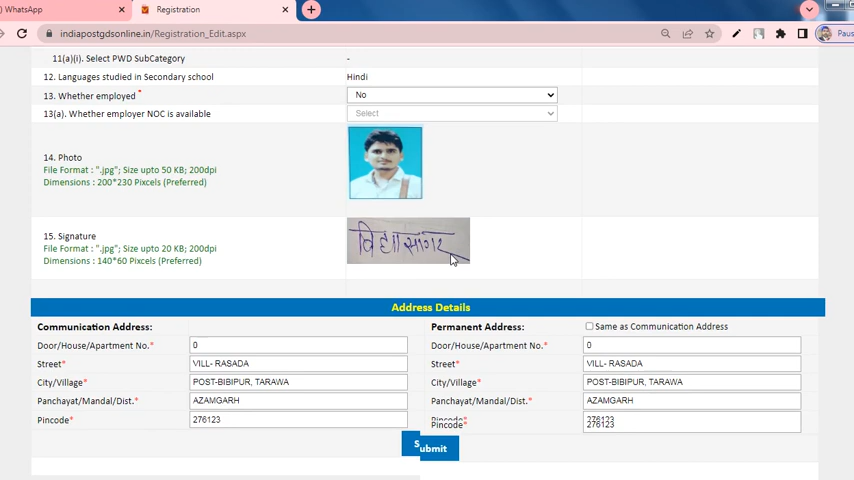 WhatsApp
Registration
indiapostgdsonline.in/Registration_Edit.aspx
Paus
11(a)(i). Select PWD SubCategory -
12. Languages studied in Secondary school Hindi
13. Whether employed * No
13(a). Whether employer NOC is available Select
14. Photo
File Format : ".jpg"; Size upto 50 KB; 200dpi
Dimensions : 200*230 Pixcels (Preferred)
15. Signature
विद्यासागर
File Format : ".jpg"; Size upto 20 KB; 200dpi
Dimensions : 140*60 Pixcels (Preferred)
Address Details
Communication Address: Permanent Address: Same as Communication Address
Door/House/Apartment No.* 0 Door/House/Apartment No.* 0
Street* VILL- RASADA Street* VILL- RASADA
City/Village* POST-BIBIPUR, TARAWA City/Village* POST-BIBIPUR, TARAWA
Panchayat/Mandal/Dist.* AZAMGARH Panchayat/Mandal/Dist.* AZAMGARH
Pincode* 276123 Pincode* 276123
Pincode* 276123
S
ubmit